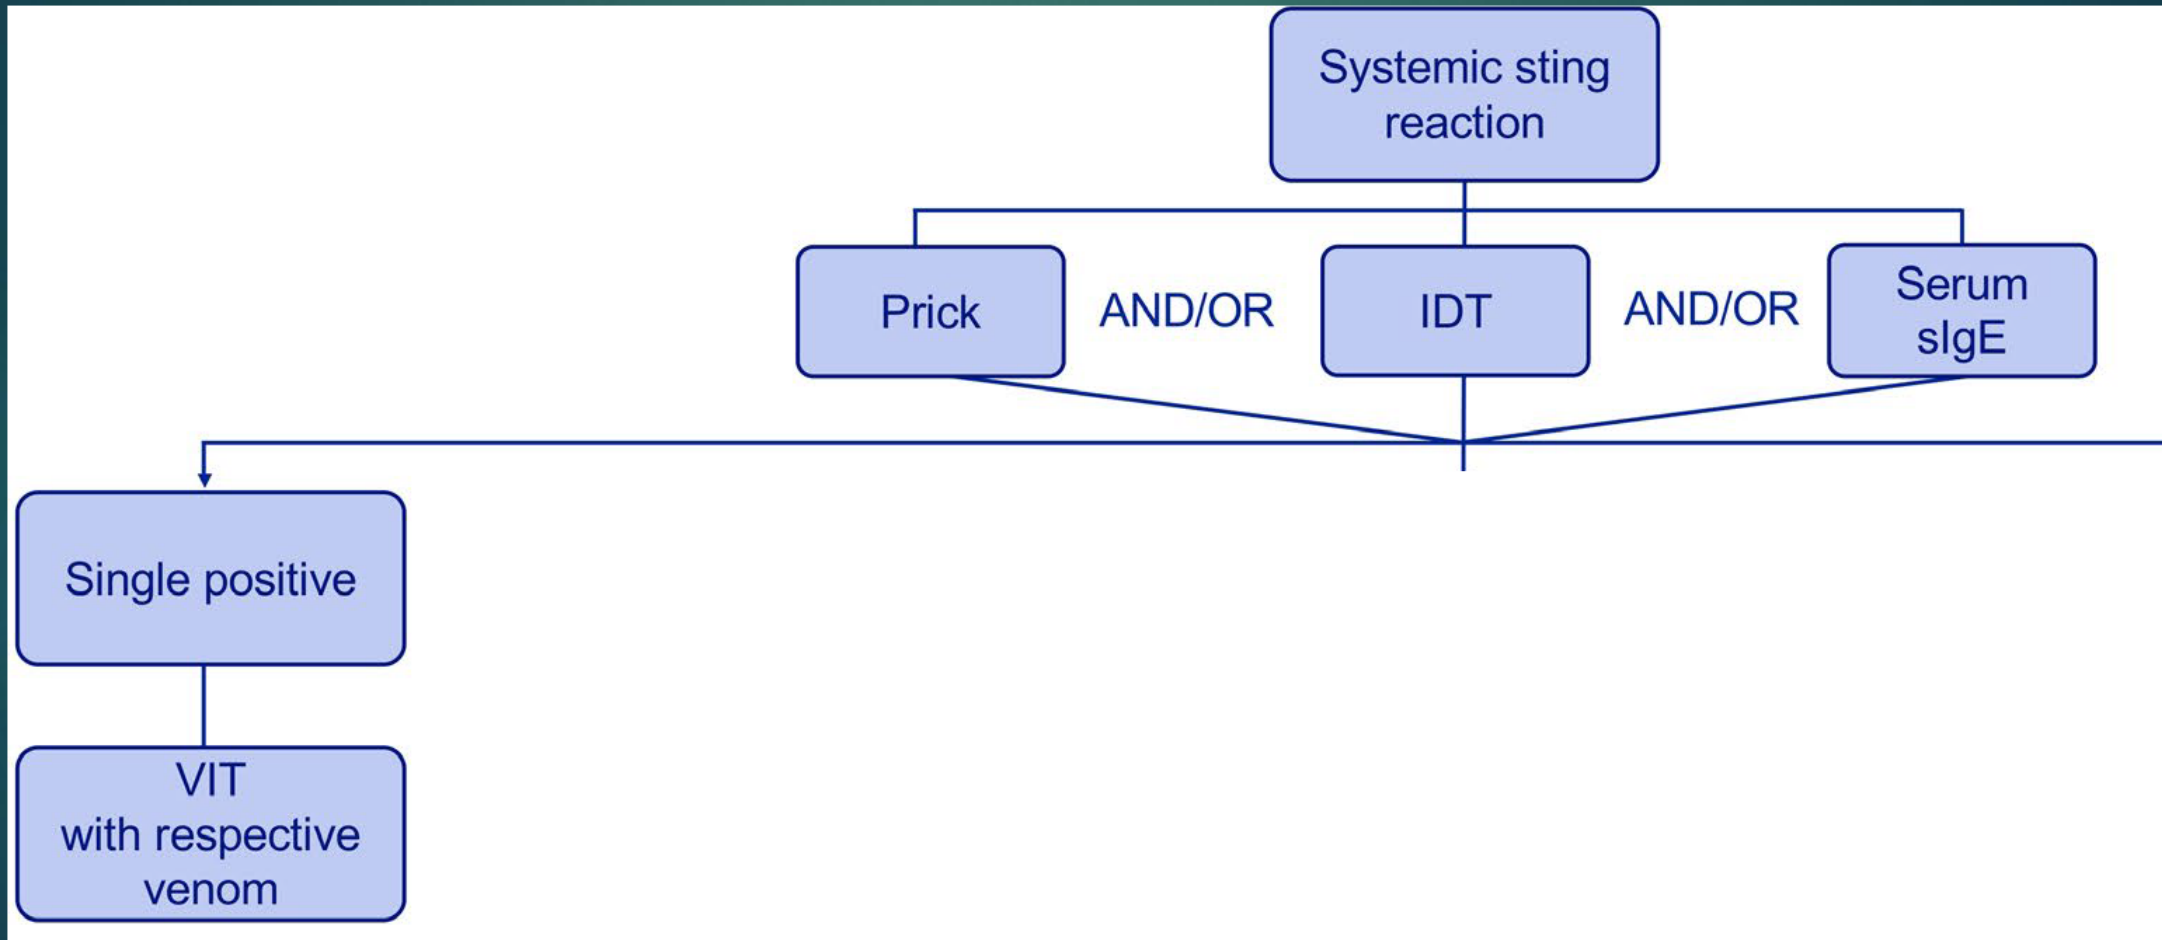 Systemic sting
reaction
Prick
AND/OR
IDT
AND/OR
Serum
sIgE
Single positive
VIT
with respective
venom